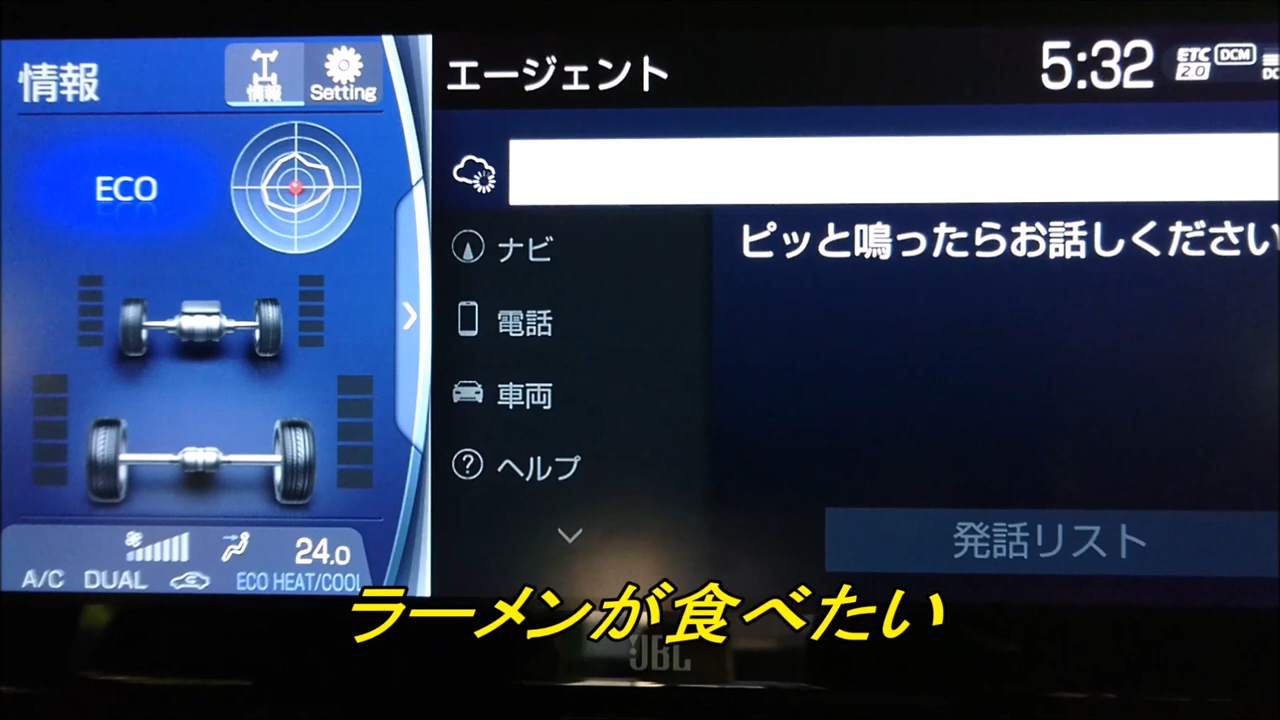 情報
情報
Setting
エージェント
5:32
ETC
2.0
DCM
DC
ECO
ピッと鳴ったらお話しください
ナビ
電話
車両
ヘルプ
発話リスト
24.0
A/C DUAL
ECO HEAT/COOL
ラーメンが食べたい
JBL